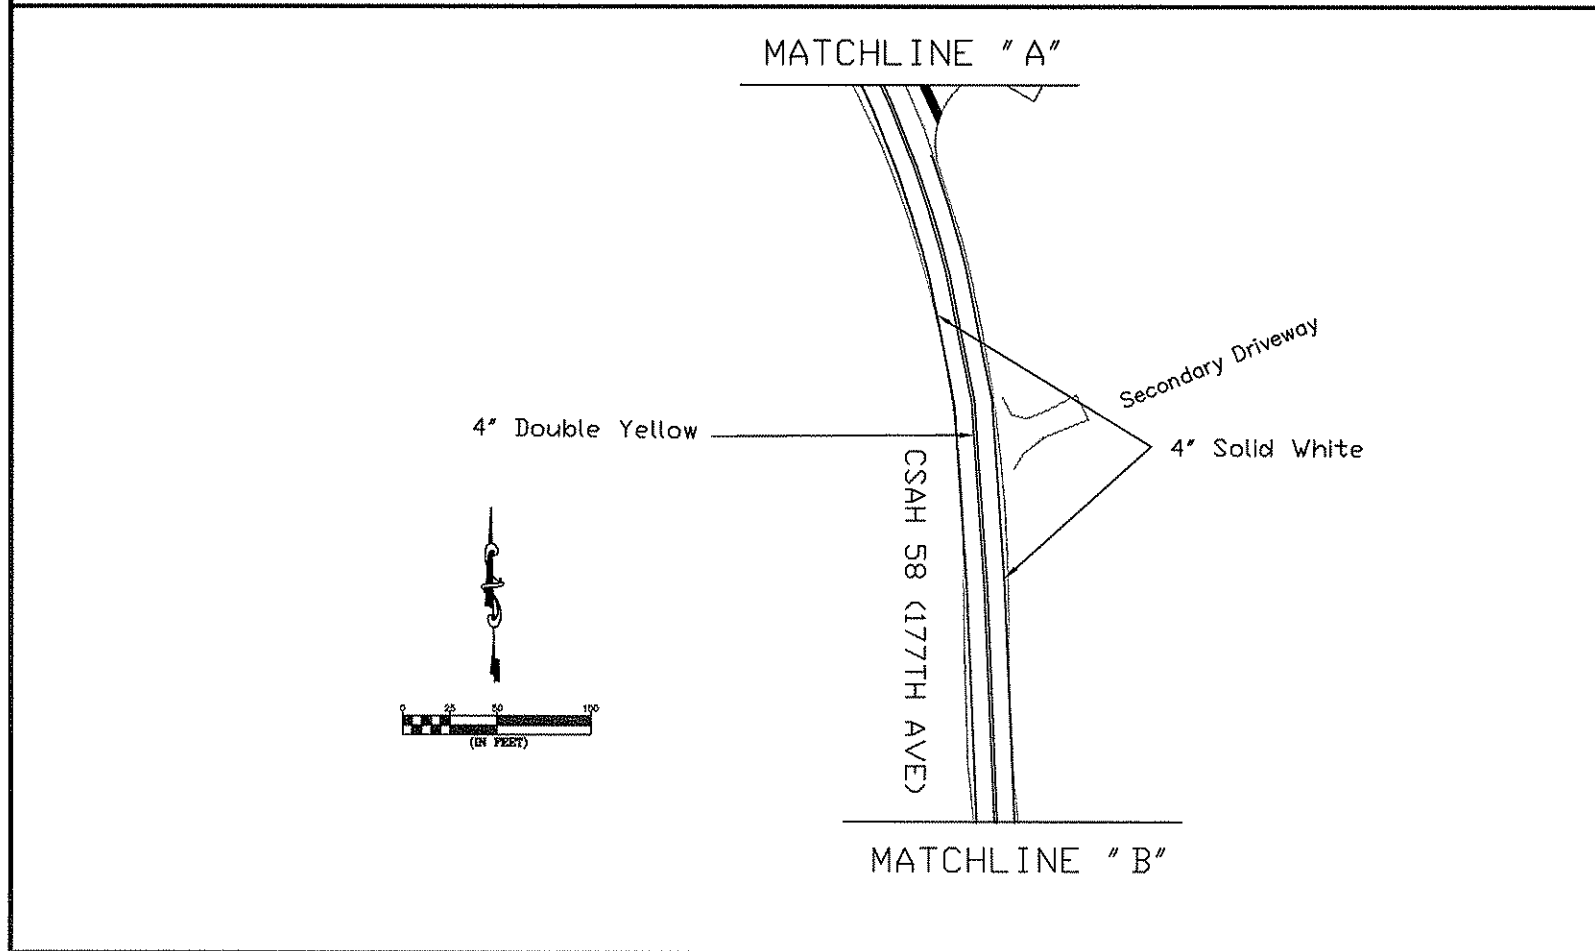 MATCHLINE "A"
Secondary Driveway
4" Double Yellow
4" Solid White
CSAH 58 (177TH AVE)
0 25 50 100
(IN FEET)
MATCHLINE "B"